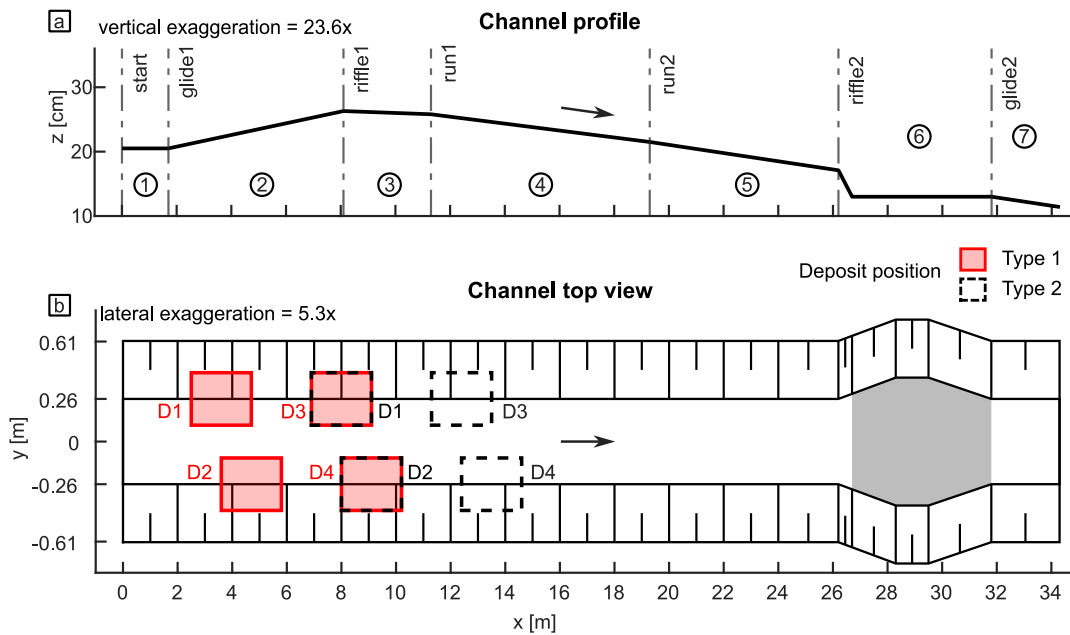 a
vertical exaggeration = 23.6x
Channel profile
start
glide1
riffle1
run1
run2
riffle2
glide2
z [cm]
30
20
10
1
2
3
4
5
6
7
Deposit position
Type 1
Type 2
b
lateral exaggeration = 5.3x
Channel top view
y [m]
0.61
0.26
0
-0.26
-0.61
D1
D3
D1
D3
D2
D4
D2
D4
0
2
4
6
8
10
12
14
16
18
20
22
24
26
28
30
32
34
x [m]